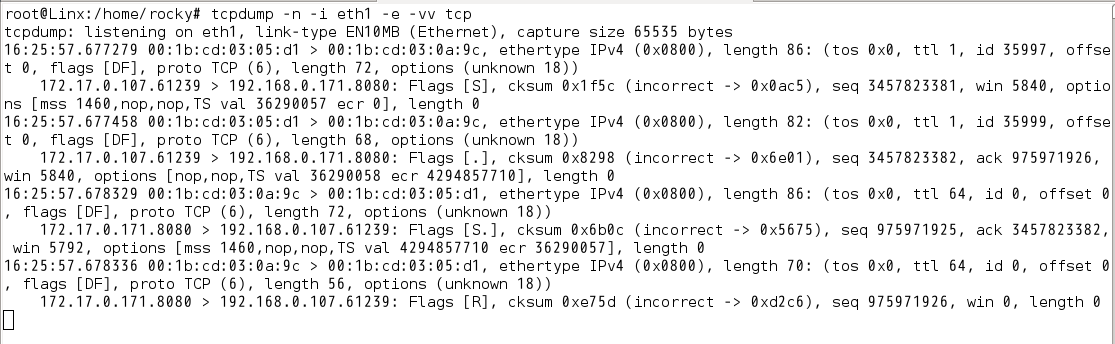 root@Linx:/home/rocky# tcpdump -n -i eth1 -e -vv tcp
tcpdump: listening on eth1, link-type EN10MB (Ethernet), capture size 65535 bytes
16:25:57.677279 00:1b:cd:03:05:d1 > 00:1b:cd:03:0a:9c, ethertype IPv4 (0x0800), length 86: (tos 0x0, ttl 1, id 35997, offse
t 0, flags [DF], proto TCP (6), length 72, options (unknown 18))
    172.17.0.107.61239 > 192.168.0.171.8080: Flags [S], cksum 0x1f5c (incorrect -> 0x0ac5), seq 3457823381, win 5840, optio
ns [mss 1460,nop,nop,TS val 36290057 ecr 0], length 0
16:25:57.677458 00:1b:cd:03:05:d1 > 00:1b:cd:03:0a:9c, ethertype IPv4 (0x0800), length 82: (tos 0x0, ttl 1, id 35999, offse
t 0, flags [DF], proto TCP (6), length 68, options (unknown 18))
    172.17.0.107.61239 > 192.168.0.171.8080: Flags [.], cksum 0x8298 (incorrect -> 0x6e01), seq 3457823382, ack 975971926,
win 5840, options [nop,nop,TS val 36290058 ecr 4294857710], length 0
16:25:57.678329 00:1b:cd:03:0a:9c > 00:1b:cd:03:05:d1, ethertype IPv4 (0x0800), length 86: (tos 0x0, ttl 64, id 0, offset 0
, flags [DF], proto TCP (6), length 72, options (unknown 18))
    172.17.0.171.8080 > 192.168.0.107.61239: Flags [S.], cksum 0x6b0c (incorrect -> 0x5675), seq 975971925, ack 3457823382,
 win 5792, options [mss 1460,nop,nop,TS val 4294857710 ecr 36290057], length 0
16:25:57.678336 00:1b:cd:03:0a:9c > 00:1b:cd:03:05:d1, ethertype IPv4 (0x0800), length 70: (tos 0x0, ttl 64, id 0, offset 0
, flags [DF], proto TCP (6), length 56, options (unknown 18))
    172.17.0.171.8080 > 192.168.0.107.61239: Flags [R], cksum 0xe75d (incorrect -> 0xd2c6), seq 975971926, win 0, length 0